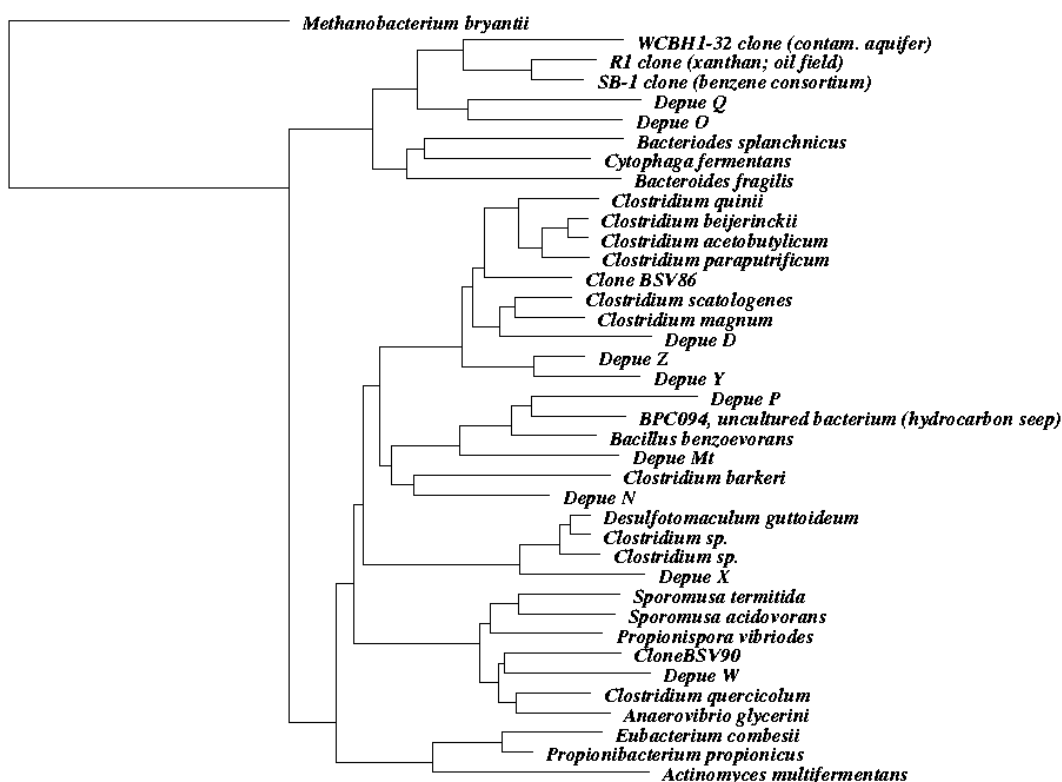 Methanobacterium bryantii
WCBH1-32 clone (contam. aquifer)
R1 clone (xanthan; oil field)
SB-1 clone (benzene consortium)
Depue Q
Depue O
Bacteriodes splanchnicus
Cytophaga fermentans
Bacteroides fragilis
Clostridium quinii
Clostridium beijerinckii
Clostridium acetobutylicum
Clostridium paraputrificum
Clone BSV86
Clostridium scatologenes
Clostridium magnum
Depue D
Depue Z
Depue Y
Depue P
BPC094, uncultured bacterium (hydrocarbon seep)
Bacillus benzoevorans
Depue Mt
Clostridium barkeri
Depue N
Desulfotomaculum guttoideum
Clostridium sp.
Clostridium sp.
Depue X
Sporomusa termitida
Sporomusa acidovorans
Propionispora vibriodes
CloneBSV90
Depue W
Clostridium quercicolum
Anaerovibrio glycerini
Eubacterium combesii
Propionibacterium propionicus
Actinomyces multifermentans